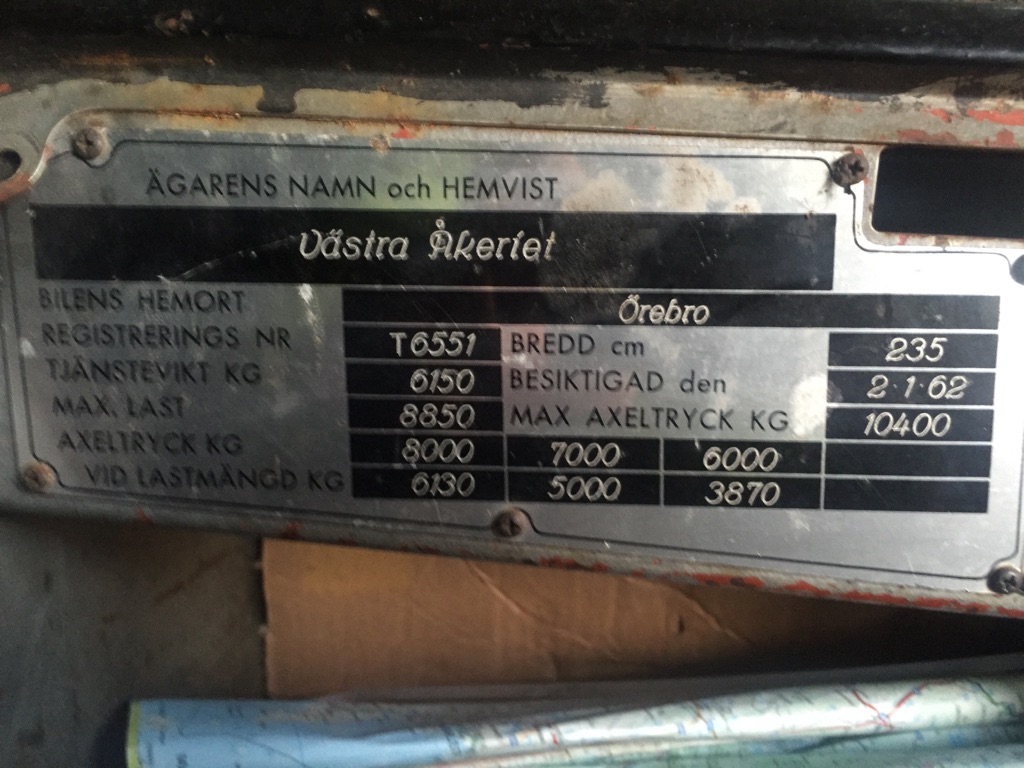 ÄGARENS NAMN och HEMVIST
Västra Åkeriet
BILENS HEMORT Örebro
REGISTRERINGS NR T6551 BREDD cm 235
TJÄNSTEVIKT KG 6150 BESIKTIGAD den 2·1·62
MAX. LAST 8850 MAX AXELTRYCK KG 10400
AXELTRYCK KG 8000 7000 6000
VID LASTMÄNGD KG 6130 5000 3870